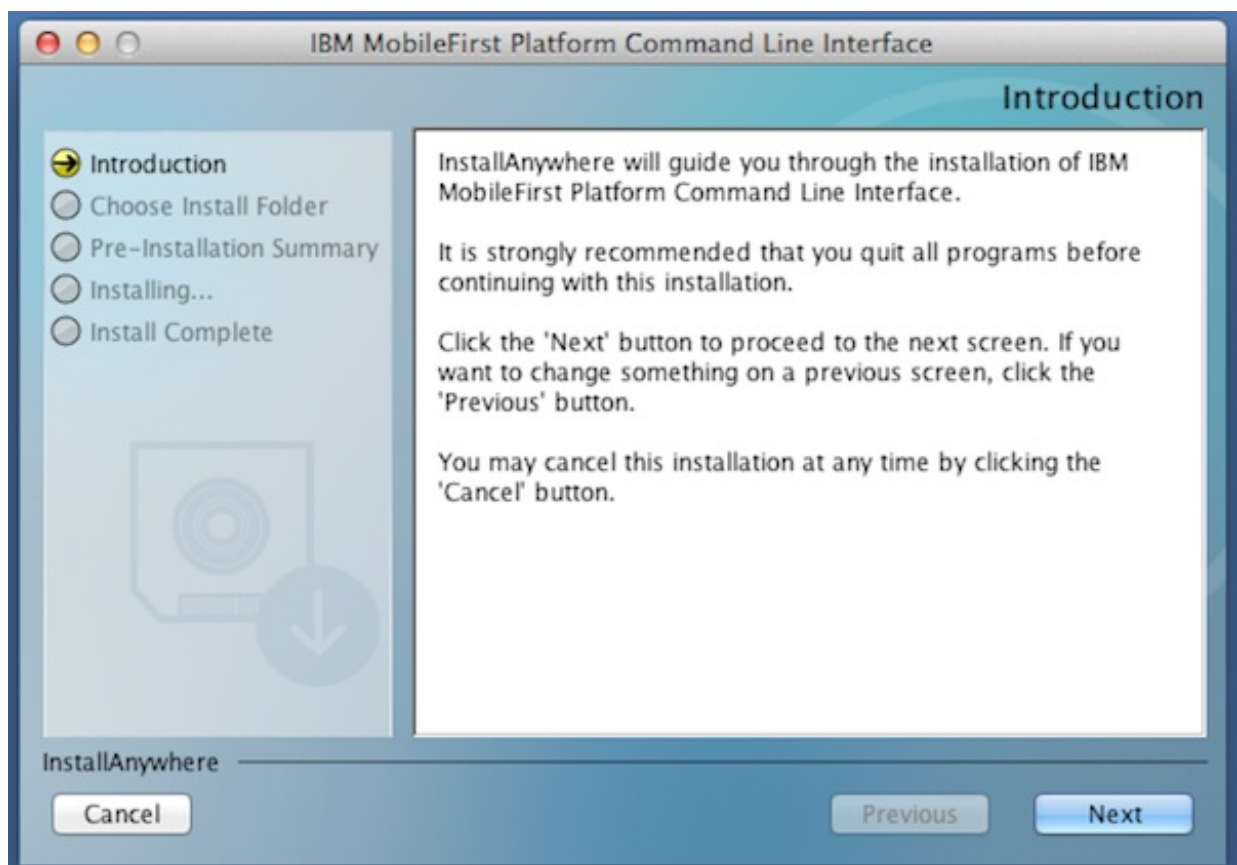 IBM MobileFirst Platform Command Line Interface
Introduction
Introduction
Choose Install Folder
Pre-Installation Summary
Installing...
Install Complete
InstallAnywhere will guide you through the installation of IBM
MobileFirst Platform Command Line Interface.
It is strongly recommended that you quit all programs before
continuing with this installation.
Click the 'Next' button to proceed to the next screen. If you
want to change something on a previous screen, click the
'Previous' button.
You may cancel this installation at any time by clicking the
'Cancel' button.
InstallAnywhere
Cancel
Previous
Next